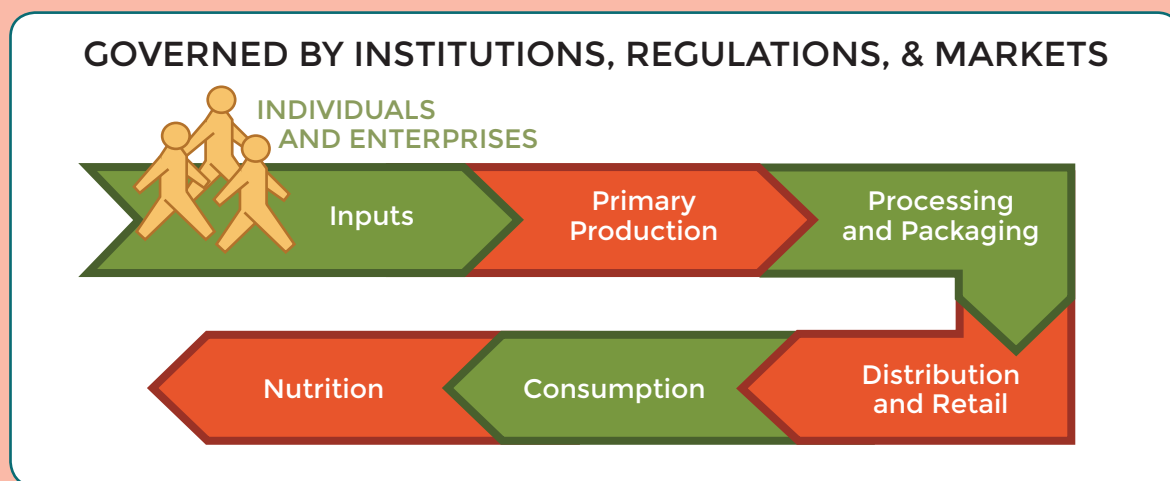 GOVERNED BY INSTITUTIONS, REGULATIONS, & MARKETS
INDIVIDUALS
AND ENTERPRISES
Inputs
Primary
Production
Processing
and Packaging
Distribution
and Retail
Consumption
Nutrition